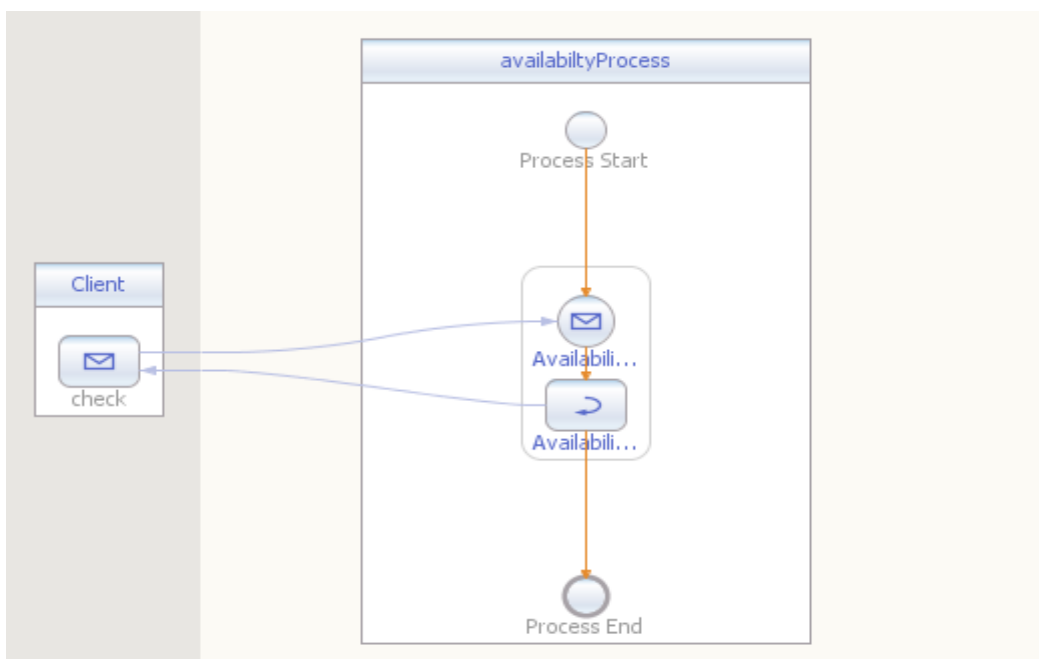 availabiltyProcess
Process Start
Client
check
Availabili...
Availabili...
Process End